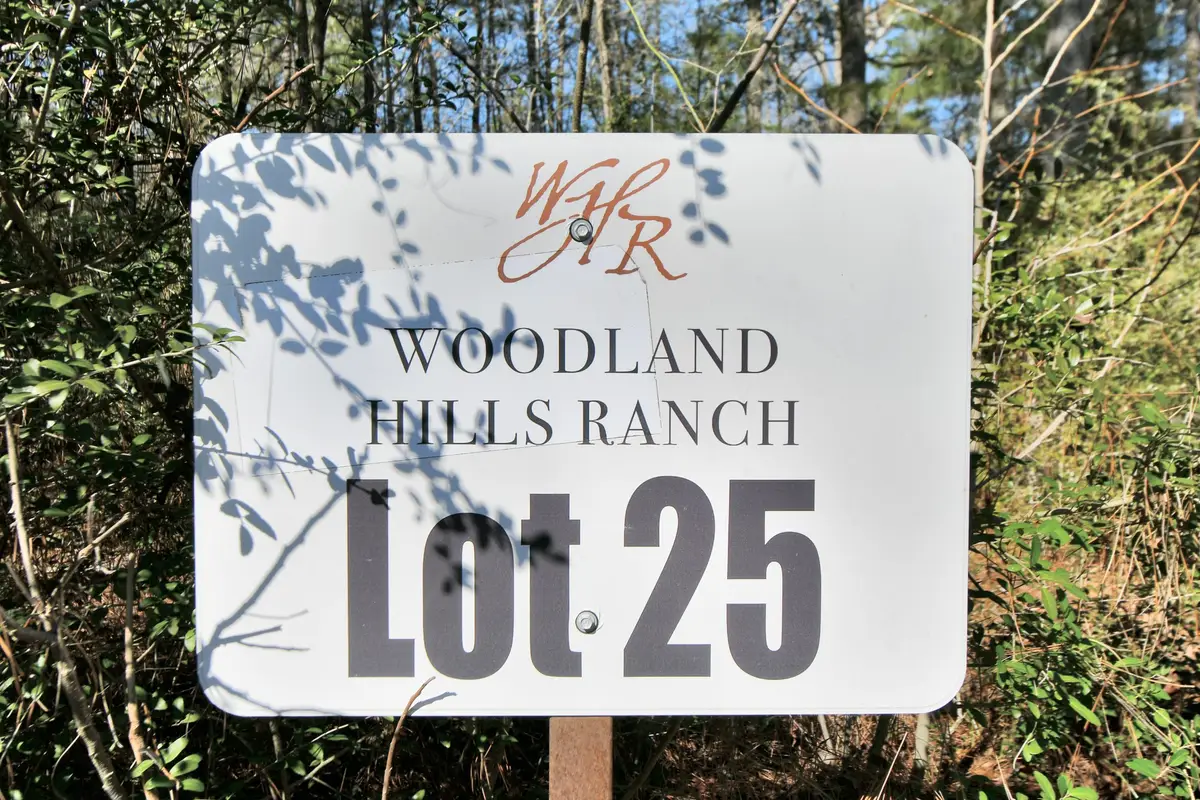 WHR
WOODLAND
HILLS RANCH
Lot 25